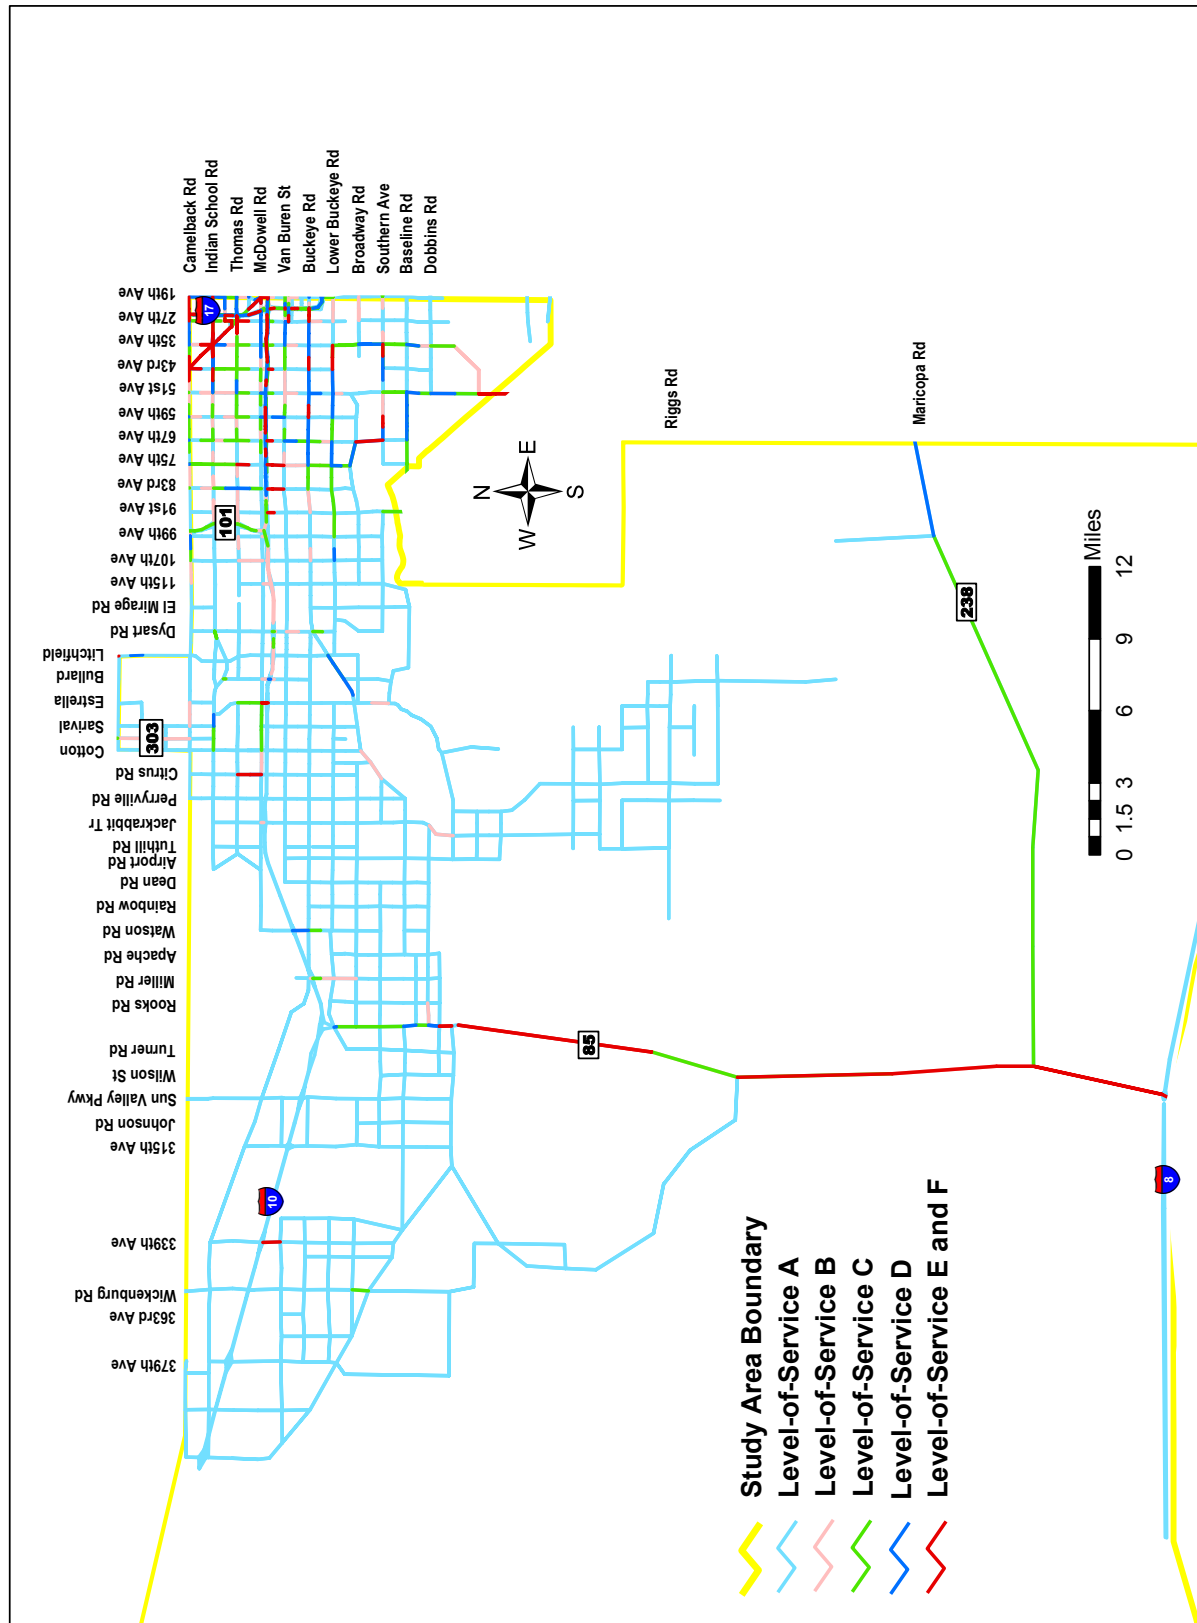 Camelback Rd
Indian School Rd
Thomas Rd
McDowell Rd
Van Buren St
Buckeye Rd
Lower Buckeye Rd
Broadway Rd
Southern Ave
Baseline Rd
Dobbins Rd
19th Ave
27th Ave
35th Ave
43rd Ave
51st Ave
59th Ave
67th Ave
75th Ave
83rd Ave
91st Ave
99th Ave
107th Ave
115th Ave
El Mirage Rd
Dysart Rd
Litchfield
Bullard
Estrella
Sarival
Cotton
Citrus Rd
Perryville Rd
Jackrabbit Tr
Tuthill Rd
Airport Rd
Dean Rd
Rainbow Rd
Watson Rd
Apache Rd
Miller Rd
Rooks Rd
Turner Rd
Wilson St
Sun Valley Pkwy
Johnson Rd
315th Ave
339th Ave
Wickenburg Rd
363rd Ave
379th Ave
17
101
303
10
85
238
8
Riggs Rd
Maricopa Rd
N
E
S
W
0 1.5 3 6 9 12
Miles
Study Area Boundary
Level-of-Service A
Level-of-Service B
Level-of-Service C
Level-of-Service D
Level-of-Service E and F